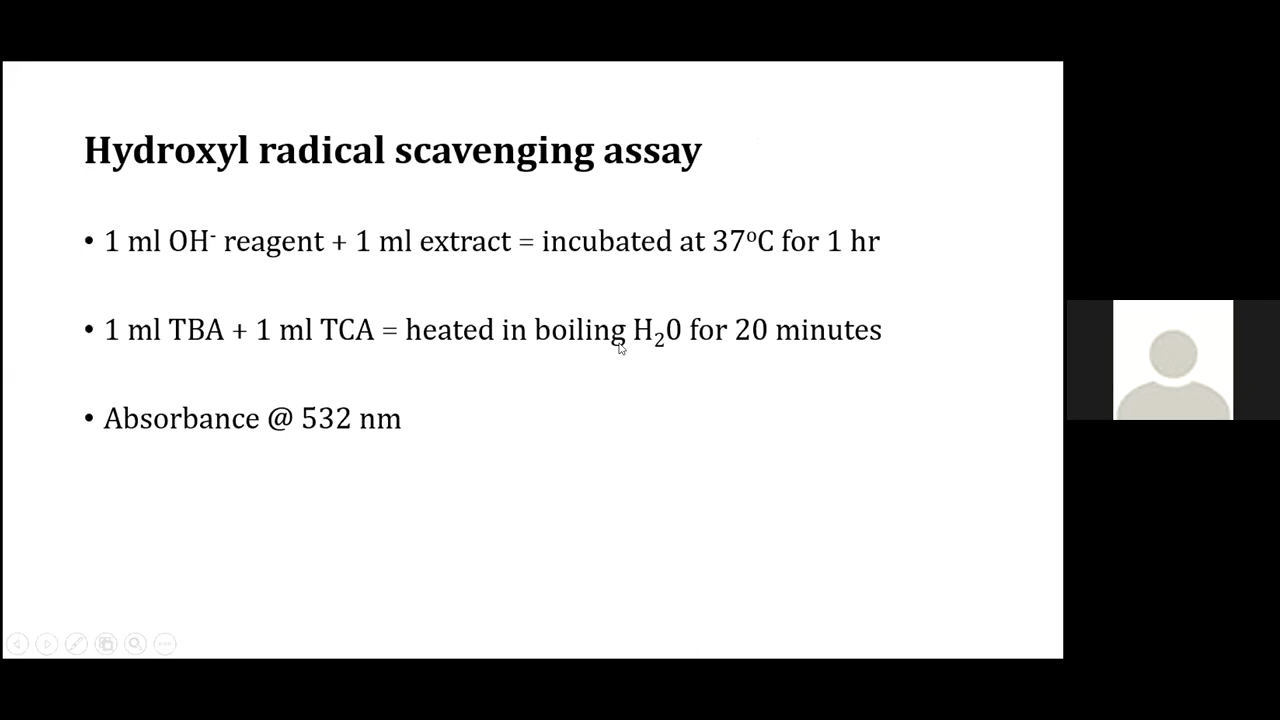 Hydroxyl radical scavenging assay
• 1 ml OH⁻ reagent + 1 ml extract = incubated at 37ᵒC for 1 hr
• 1 ml TBA + 1 ml TCA = heated in boiling H₂0 for 20 minutes
• Absorbance @ 532 nm